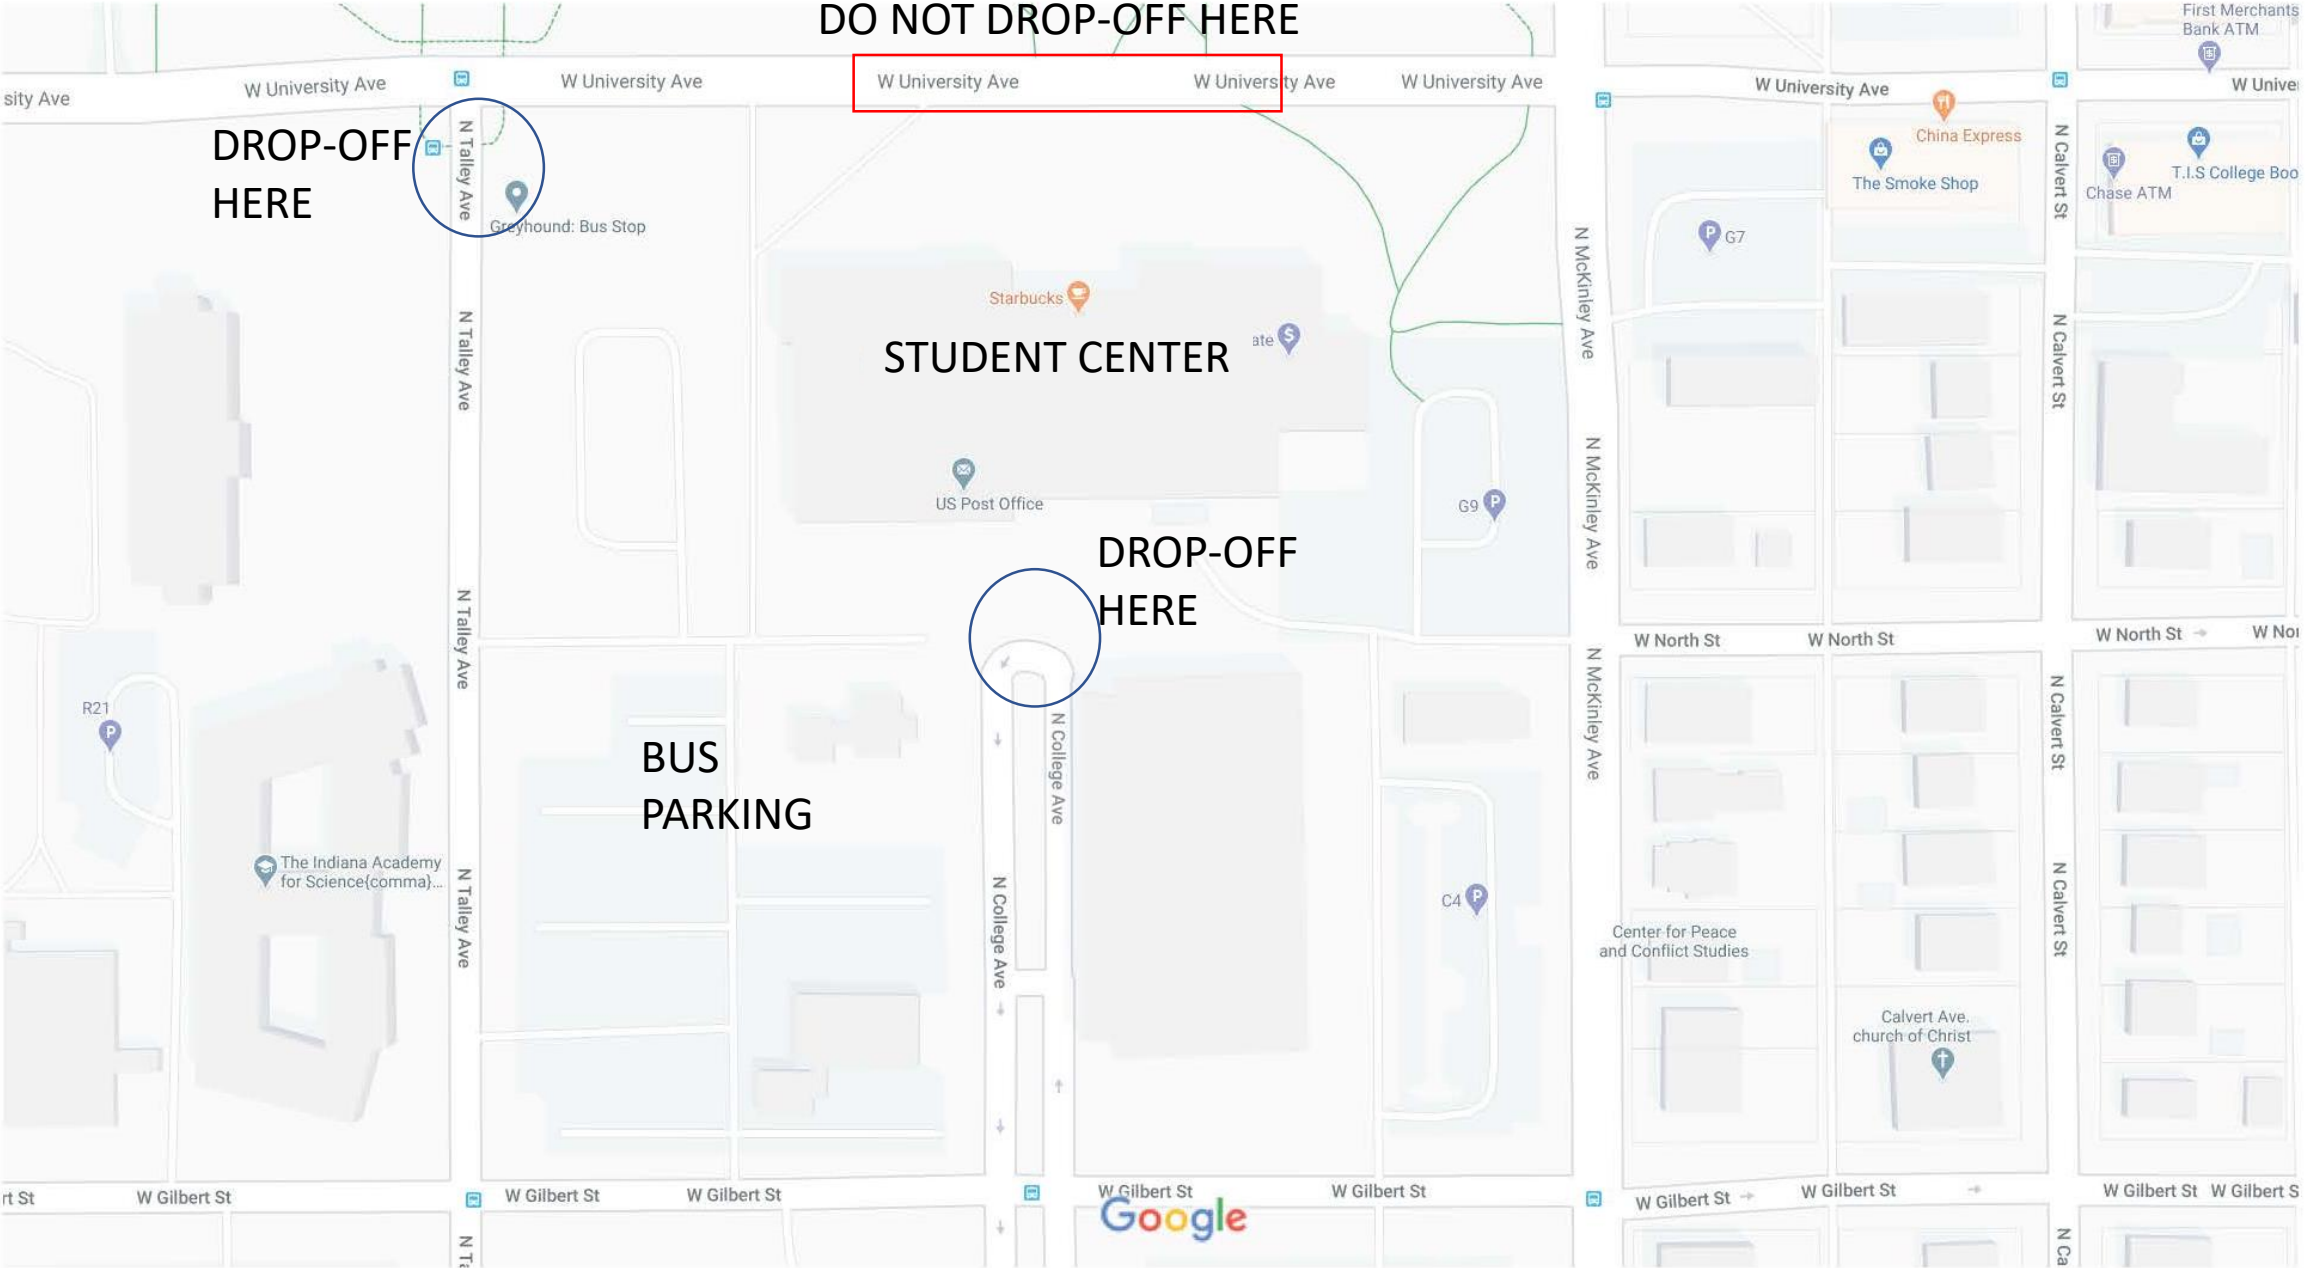 DO NOT DROP-OFF HERE
First Merchants
Bank ATM
sity Ave
W University Ave
W University Ave
W University Ave
W University Ave
W University Ave
W University Ave
W Unive
DROP-OFF
HERE
N Talley Ave
Greyhound: Bus Stop
China Express
The Smoke Shop
N Calvert St
Chase ATM
T.I.S College Boo
G7
N McKinley Ave
N Talley Ave
Starbucks
STUDENT CENTER
ate
N Calvert St
US Post Office
G9
N McKinley Ave
DROP-OFF
HERE
N Talley Ave
W North St
W North St
W North St
W Nor
R21
N McKinley Ave
N Calvert St
BUS
PARKING
N College Ave
The Indiana Academy
for Science{comma}...
N Talley Ave
N College Ave
C4
Center for Peace
and Conflict Studies
N Calvert St
Calvert Ave.
church of Christ
rt St
W Gilbert St
W Gilbert St
W Gilbert St
W Gilbert St
W Gilbert St
W Gilbert St
W Gilbert St
W Gilbert St
W Gilbert S
Google
N Ta
N Ca